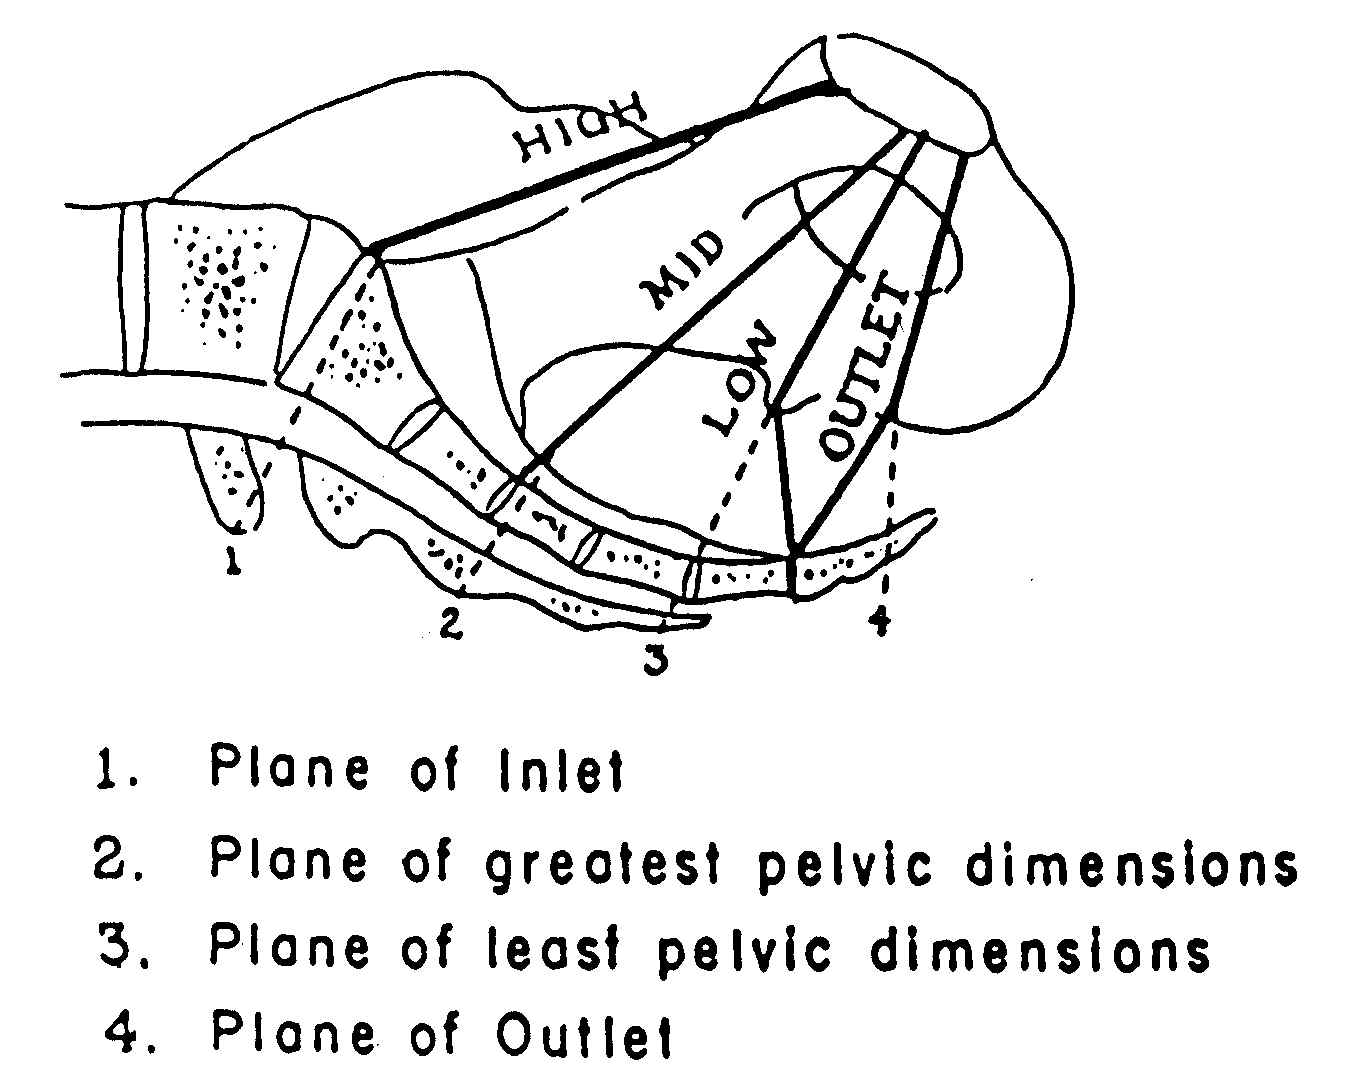 HIGH
MID
LOW
OUTLET
1
2
3
4
1. Plane of Inlet
2. Plane of greatest pelvic dimensions
3. Plane of least pelvic dimensions
4. Plane of Outlet